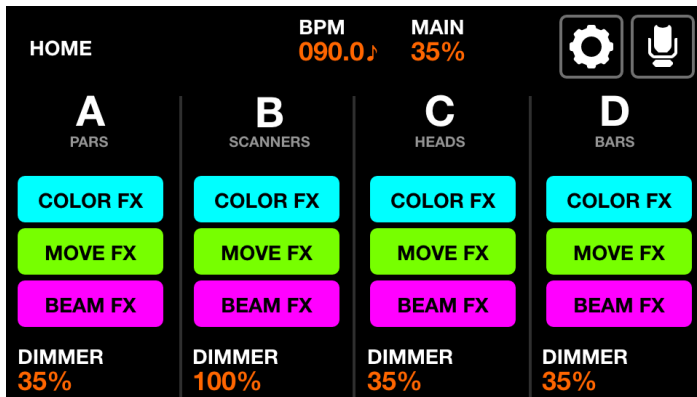 HOME
BPM
090.0♪
MAIN
35%
A
PARS
COLOR FX
MOVE FX
BEAM FX
DIMMER
35%
B
SCANNERS
COLOR FX
MOVE FX
BEAM FX
DIMMER
100%
C
HEADS
COLOR FX
MOVE FX
BEAM FX
DIMMER
35%
D
BARS
COLOR FX
MOVE FX
BEAM FX
DIMMER
35%